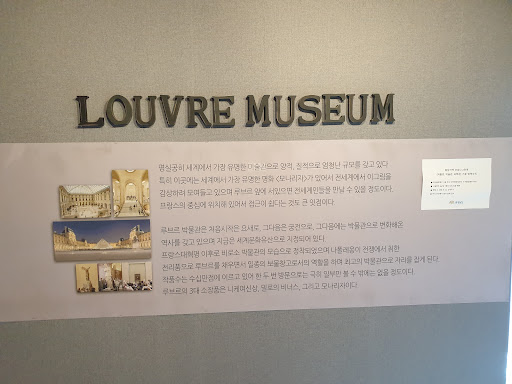 LOUVRE MUSEUM
명실공히 세계에서 가장 유명한 미술관으로 양적, 질적으로 엄청난 규모를 갖고 있다
특히 이곳에는 세계에서 가장 유명한 명화 <모나리자>가 있어서 전세계에서 이그림을
감상하러 모여들고 있으며 루브르 앞에 서있으면 전세계인들을 만날 수 있을 정도이다.
프랑스의 중심에 위치해 있어서 접근이 쉽다는 것도 큰 잇점이다
루브르 박물관은 처음시작은 요새로, 그다음은 궁전으로, 그다음에는 박물관으로 변화해온
역사를 갖고 있으며 지금은 세계문화유산으로 지정되어 있다
프랑스대혁명 이후로 비로소 박물관의 모습으로 정착되었으며 나폴레옹이 전쟁에서 취한
전리품으로 루브르를 채우면서 일종의 보물창고로서의 역활을 하며 최고의 박물관으로 자리를 잡게 된다
작품수는 수십만점에 이르고 있어 한 두 번 방문으로는 극히 일부만 볼 수 밖에는 없을 정도이다.
루브르의 3대 소장품은 니케여신상, 밀로의 비너스, 그리고 모나리자이다.